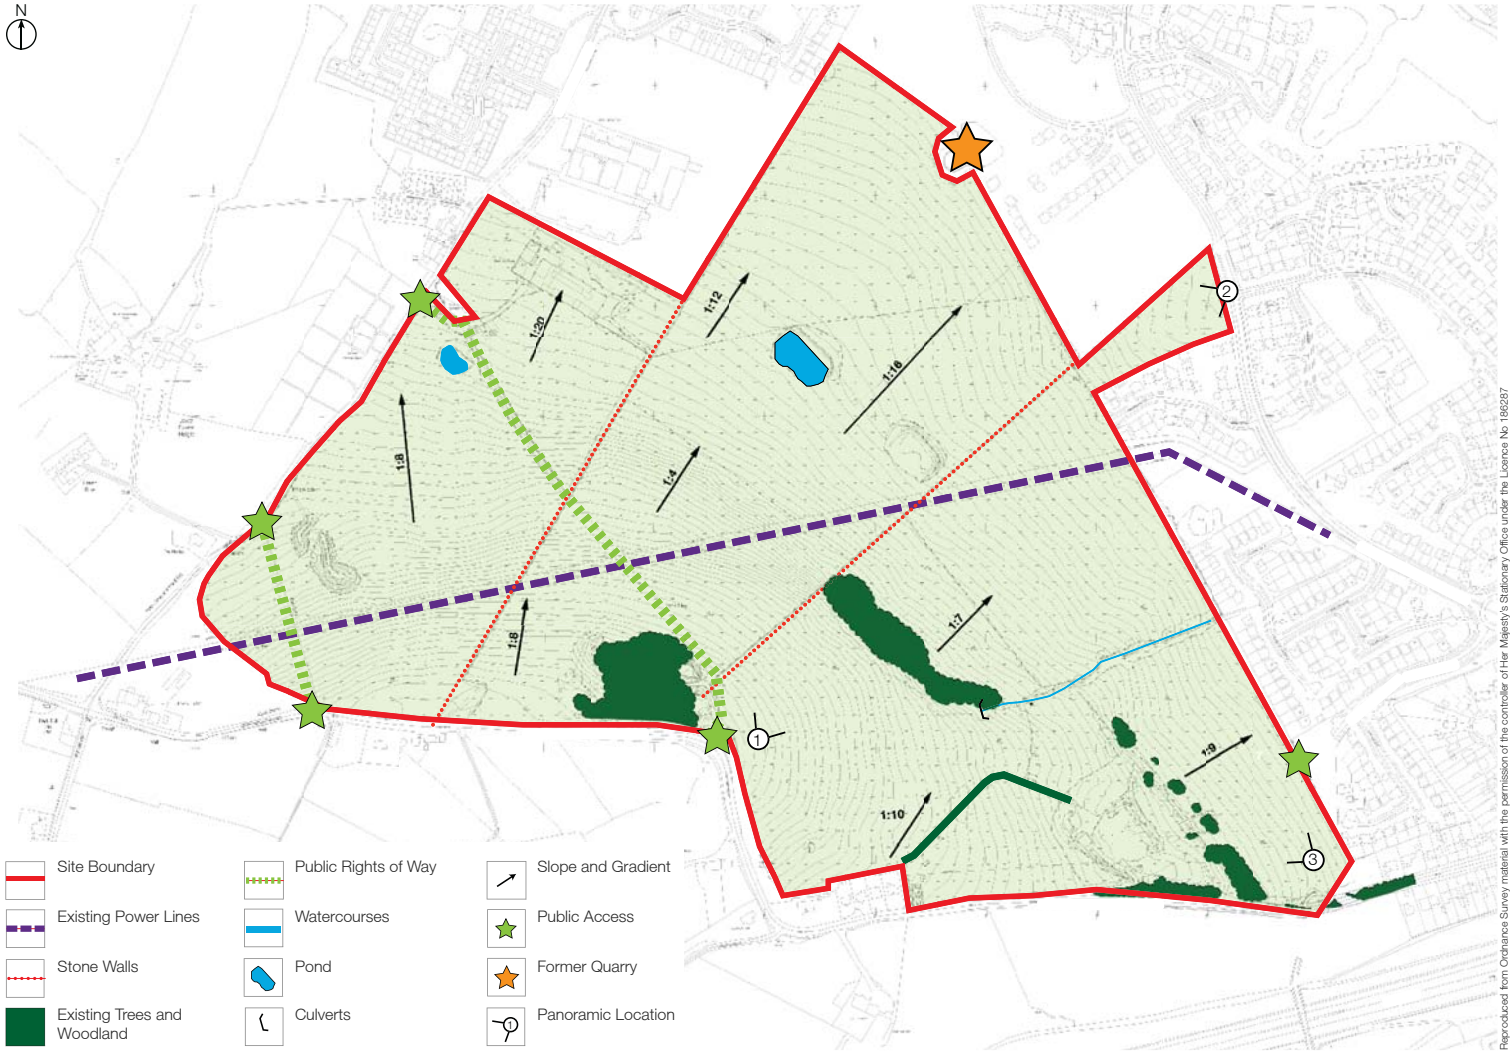 N
2
1:20
1:12
1:16
1:8
1:4
1:8
1:7
1
1:9
1:10
3
Site Boundary
Existing Power Lines
Stone Walls
Existing Trees and
Woodland
Public Rights of Way
Watercourses
Pond
Culverts
Slope and Gradient
Public Access
Former Quarry
1
Panoramic Location
Reproduced from Ordnance Survey material with the permission of the controller of Her Majesty's Stationary Office under the Licence No 186287